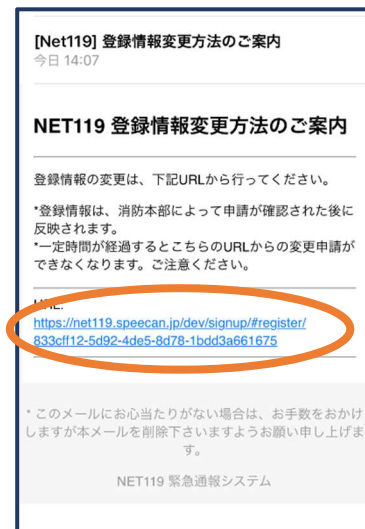 [Net119] 登録情報変更方法のご案内
今日 14:07
NET119 登録情報変更方法のご案内
登録情報の変更は、下記URLから行ってください。
*登録情報は、消防本部によって申請が確認された後に
反映されます。
*一定時間が経過するとこちらのURLからの変更申請が
できなくなります。ご注意ください。
URL:
https://net119.speecan.jp/dev/signup/#register/
833cff12-5d92-4de5-8d78-1bdd3a661675
* このメールにお心当たりがない場合は、お手数をおかけ
しますが本メールを削除下さいますようお願い申し上げま
す。
NET119 緊急通報システム